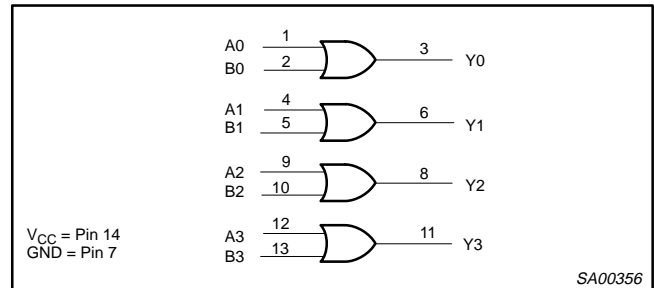 A0 1 3 Y0
B0 2
A1 4 6 Y1
B1 5
A2 9 8 Y2
B2 10
A3 12 11 Y3
B3 13
VCC = Pin 14
GND = Pin 7
SA00356